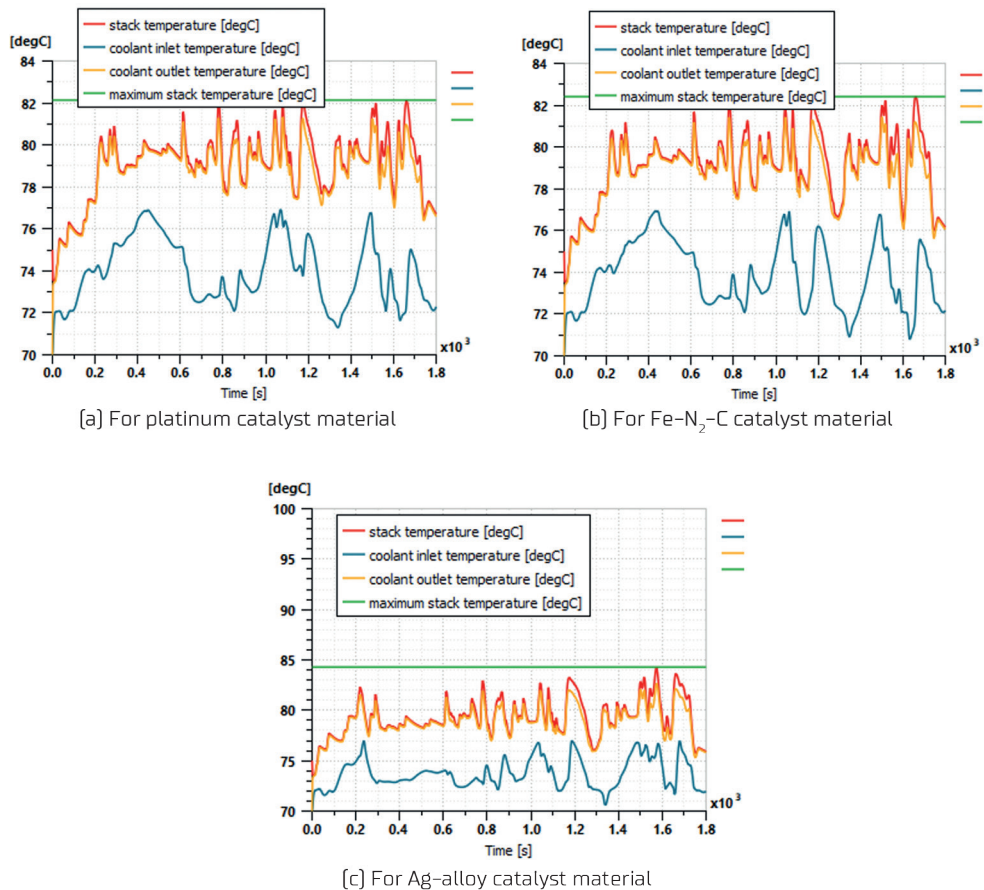 [degC]
stack temperature [degC]
coolant inlet temperature [degC]
coolant outlet temperature [degC]
maximum stack temperature [degC]
84
82
80
78
76
74
72
70
x10³
0.0 0.2 0.4 0.6 0.8 1.0 1.2 1.4 1.6 1.8
Time [s]
(a) For platinum catalyst material
[degC]
stack temperature [degC]
coolant inlet temperature [degC]
coolant outlet temperature [degC]
maximum stack temperature [degC]
84
82
80
78
76
74
72
70
x10³
0.0 0.2 0.4 0.6 0.8 1.0 1.2 1.4 1.6 1.8
Time [s]
(b) For Fe–N₂–C catalyst material
[degC]
100
stack temperature [degC]
coolant inlet temperature [degC]
coolant outlet temperature [degC]
maximum stack temperature [degC]
95
90
85
80
75
70
x10³
0.0 0.2 0.4 0.6 0.8 1.0 1.2 1.4 1.6 1.8
Time [s]
(c) For Ag–alloy catalyst material